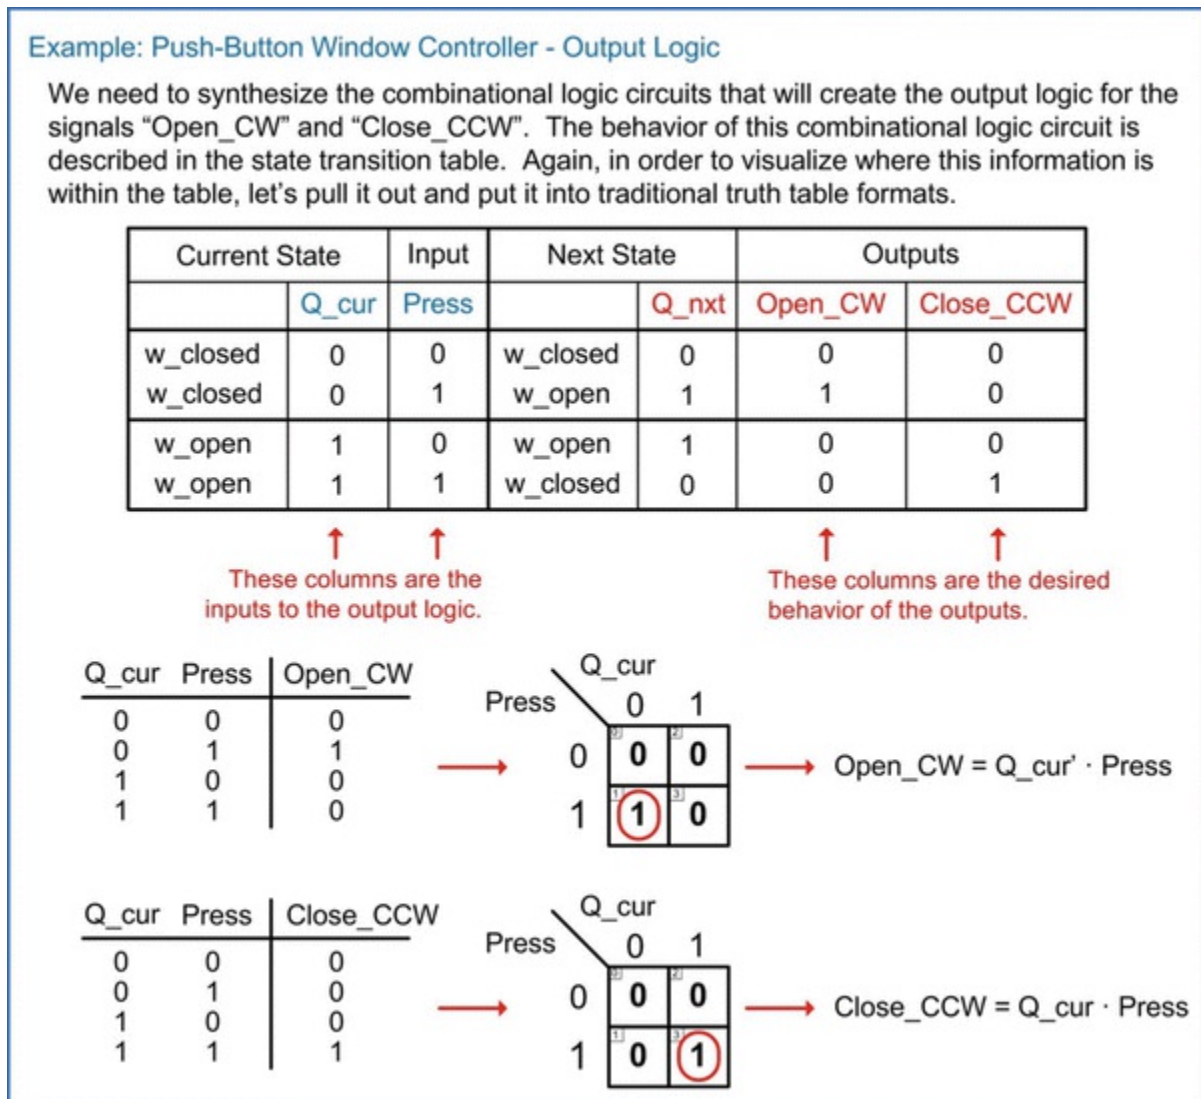 Example: Push-Button Window Controller - Output Logic
We need to synthesize the combinational logic circuits that will create the output logic for the
signals “Open_CW” and “Close_CCW”. The behavior of this combinational logic circuit is
described in the state transition table. Again, in order to visualize where this information is
within the table, let’s pull it out and put it into traditional truth table formats.
Current State Input Next State Outputs
Q_cur Press Q_nxt Open_CW Close_CCW
w_closed 0 0 w_closed 0 0 0
w_closed 0 1 w_open 1 1 0
w_open 1 0 w_open 1 0 0
w_open 1 1 w_closed 0 0 1
These columns are the
inputs to the output logic.
These columns are the desired
behavior of the outputs.
Q_cur Press Open_CW
0 0 0
0 1 1
1 0 0
1 1 0
Q_cur
Press 0 1
0 0 2
0 0 0
1 3
1 1 0
Open_CW = Q_cur' · Press
Q_cur Press Close_CCW
0 0 0
0 1 0
1 0 0
1 1 1
Q_cur
Press 0 1
0 2
0 0 0
1 3
1 0 1
Close_CCW = Q_cur · Press